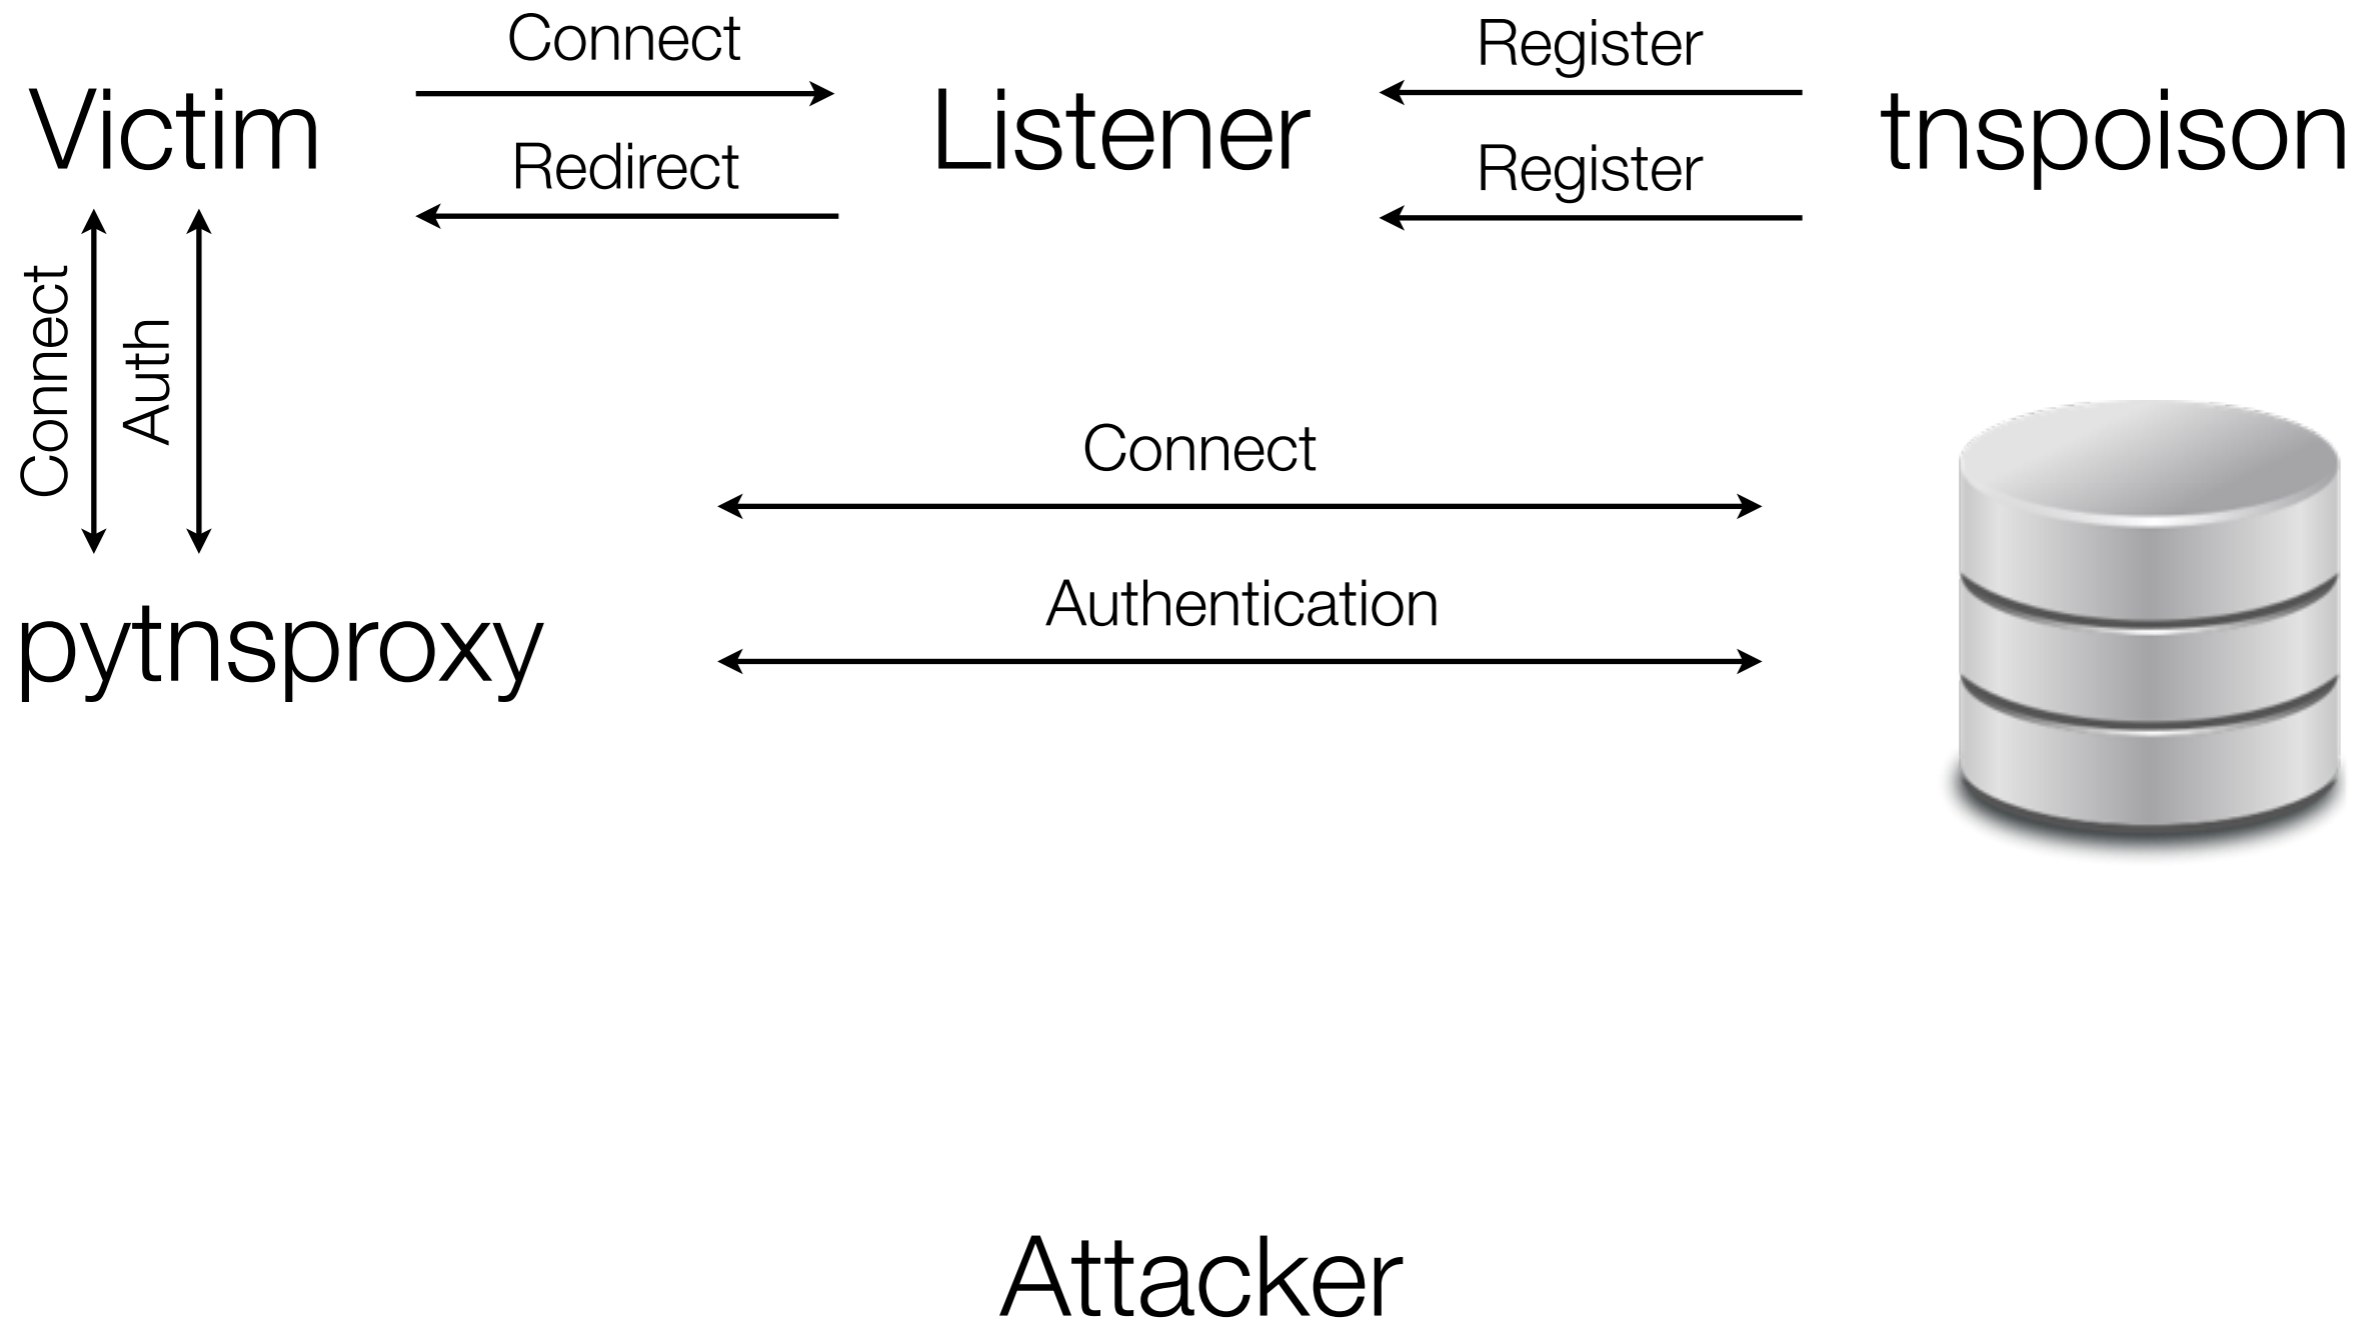 Connect
Register
Victim
Listener
tnspoison
Redirect
Register
Connect
Auth
Connect
Authentication
pytnsproxy
Attacker